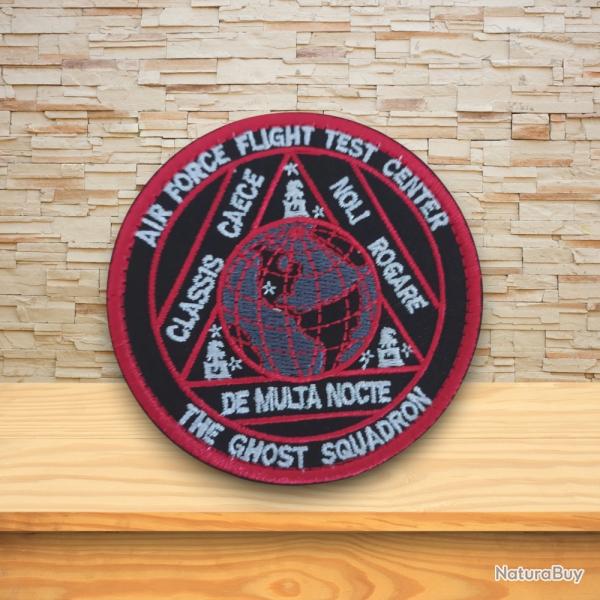 AIR FORCE FLIGHT TEST CENTER
CLASSIS CAECE
NOLI ROGARE
DE MULTA NOCTE
THE GHOST SQUADRON
NaturaBuy